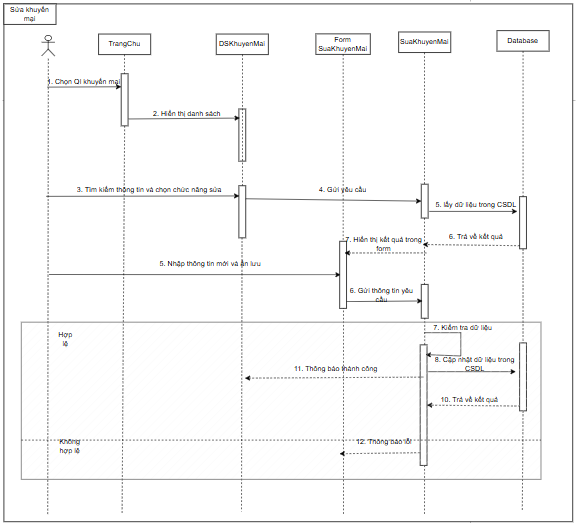 Sửa khuyến
mại
TrangChu
DSKhuyenMai
Form
SuaKhuyenMai
SuaKhuyenMai
Database
1. Chọn Ql khuyến mại
2. Hiển thị danh sách
3. Tìm kiếm thông tin và chọn chức năng sửa
4. Gửi yêu cầu
5. lấy dữ liệu trong CSDL
6. Trả về kết quả
7. Hiển thị kết quả trong
form
5. Nhập thông tin mới và ấn lưu
6. Gửi thông tin yêu
cầu
7. Kiểm tra dữ liệu
Hợp
lệ
8. Cập nhật dữ liệu trong
CSDL
11. Thông báo thành công
10. Trả về kết quả
Không
hợp lệ
12. Thông báo lỗi